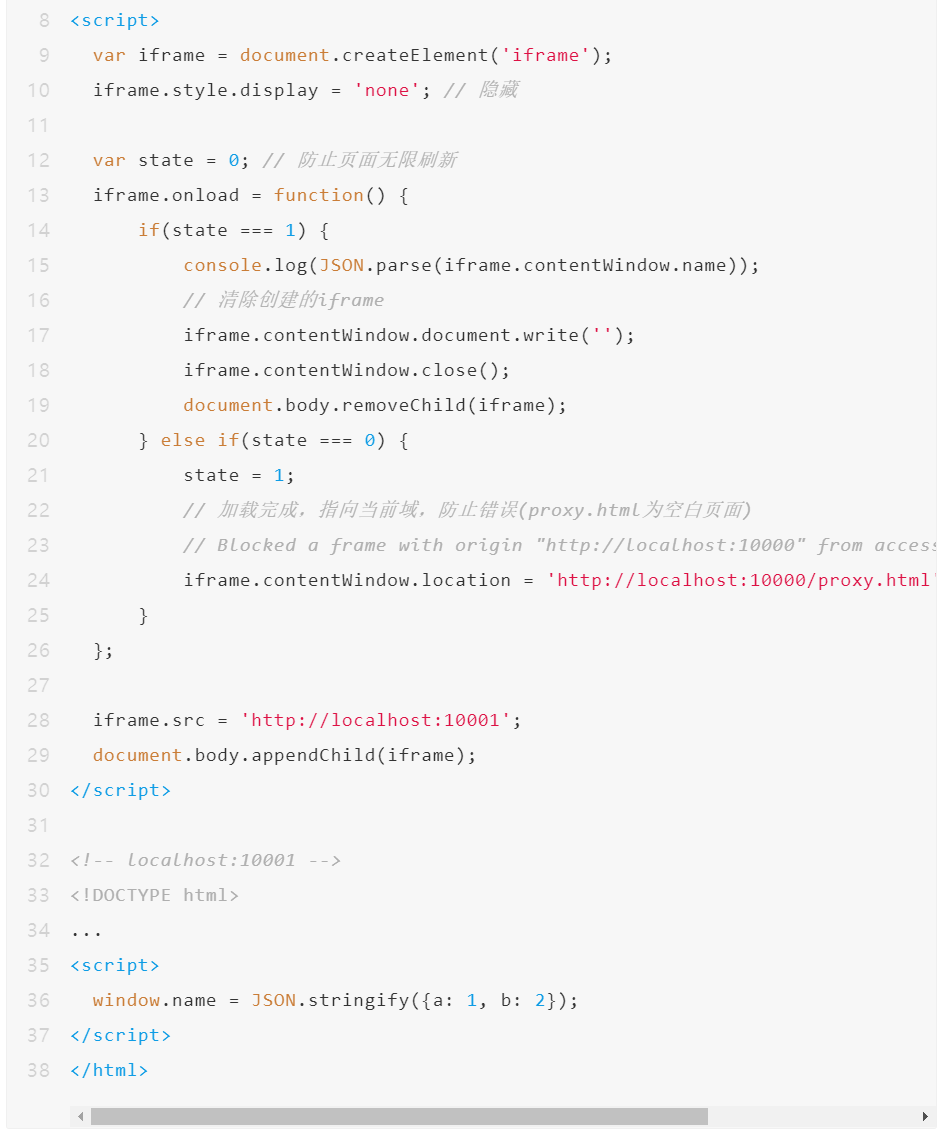 8 <script>
9   var iframe = document.createElement('iframe');
10   iframe.style.display = 'none'; // 隐藏
11
12   var state = 0; // 防止页面无限刷新
13   iframe.onload = function() {
14       if(state === 1) {
15           console.log(JSON.parse(iframe.contentWindow.name));
16           // 清除创建的iframe
17           iframe.contentWindow.document.write('');
18           iframe.contentWindow.close();
19           document.body.removeChild(iframe);
20       } else if(state === 0) {
21           state = 1;
22           // 加载完成，指向当前域，防止错误(proxy.html为空白页面)
23           // Blocked a frame with origin "http://localhost:10000" from acces
24           iframe.contentWindow.location = 'http://localhost:10000/proxy.html'
25       }
26   };
27
28   iframe.src = 'http://localhost:10001';
29   document.body.appendChild(iframe);
30 </script>
31
32 <!-- localhost:10001 -->
33 <!DOCTYPE html>
34 ...
35 <script>
36   window.name = JSON.stringify({a: 1, b: 2});
37 </script>
38 </html>